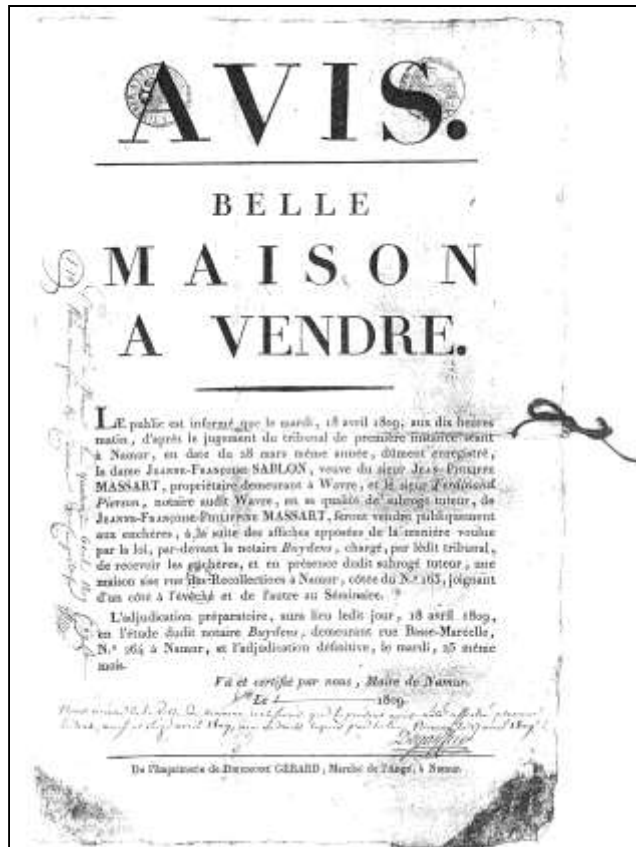 AVIS.
BELLE
MAISON
A VENDRE.
LE public est informé que le mardi, 18 avril 1809, aux dix heures
matin, d'après le jugement du tribunal de première instance séant
à Namur, en date du 28 mars même année, dûment enregistré,
la dame JEANNE-FRANÇOISE SABLON, veuve du sieur JEAN-PHILIPPE
MASSART, propriétaire demeurant à Wavre, et le sieur Ferdinand
Pierson, notaire audit Wavre, en sa qualité de subrogé tuteur, de
JEANNE-FRANÇOISE-PHILIPPINE MASSART, feront vendre publiquement
aux enchères, à la suite des affiches apposées de la manière voulue
par la loi, par-devant le notaire Buydens, chargé, par ledit tribunal,
de recevoir les enchères, et en présence dudit subrogé tuteur, une
maison sise rue des Recollectines à Namur, cotée du N.° 163, joignant
d'un côté à l'évêché et de l'autre au Séminaire.
L'adjudication préparatoire, aura lieu ledit jour, 18 avril 1809,
en l'étude dudit notaire Buydens, demeurant rue Basse-Marcelle,
N.° 264 à Namur, et l'adjudication définitive, le mardi, 25 même
mois.
Vu et certifié par nous, Maire de Namur.
Le 1809.
De l'Imprimerie de GÉRARD, Marché de l'Ange, à Namur.